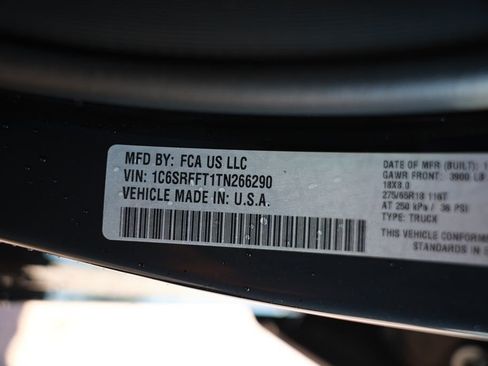 MFD BY: FCA US LLC
VIN: 1C6SRFFT1TN266290
VEHICLE MADE IN: U.S.A.
DATE OF MFR (BUILT): 1
GAWR FRONT: 3900 LB
18X8.0
275/65R18 116T
AT 250 kPa / 36 PSI
TYPE: TRUCK
THIS VEHICLE CONFORMS
STANDARDS IN